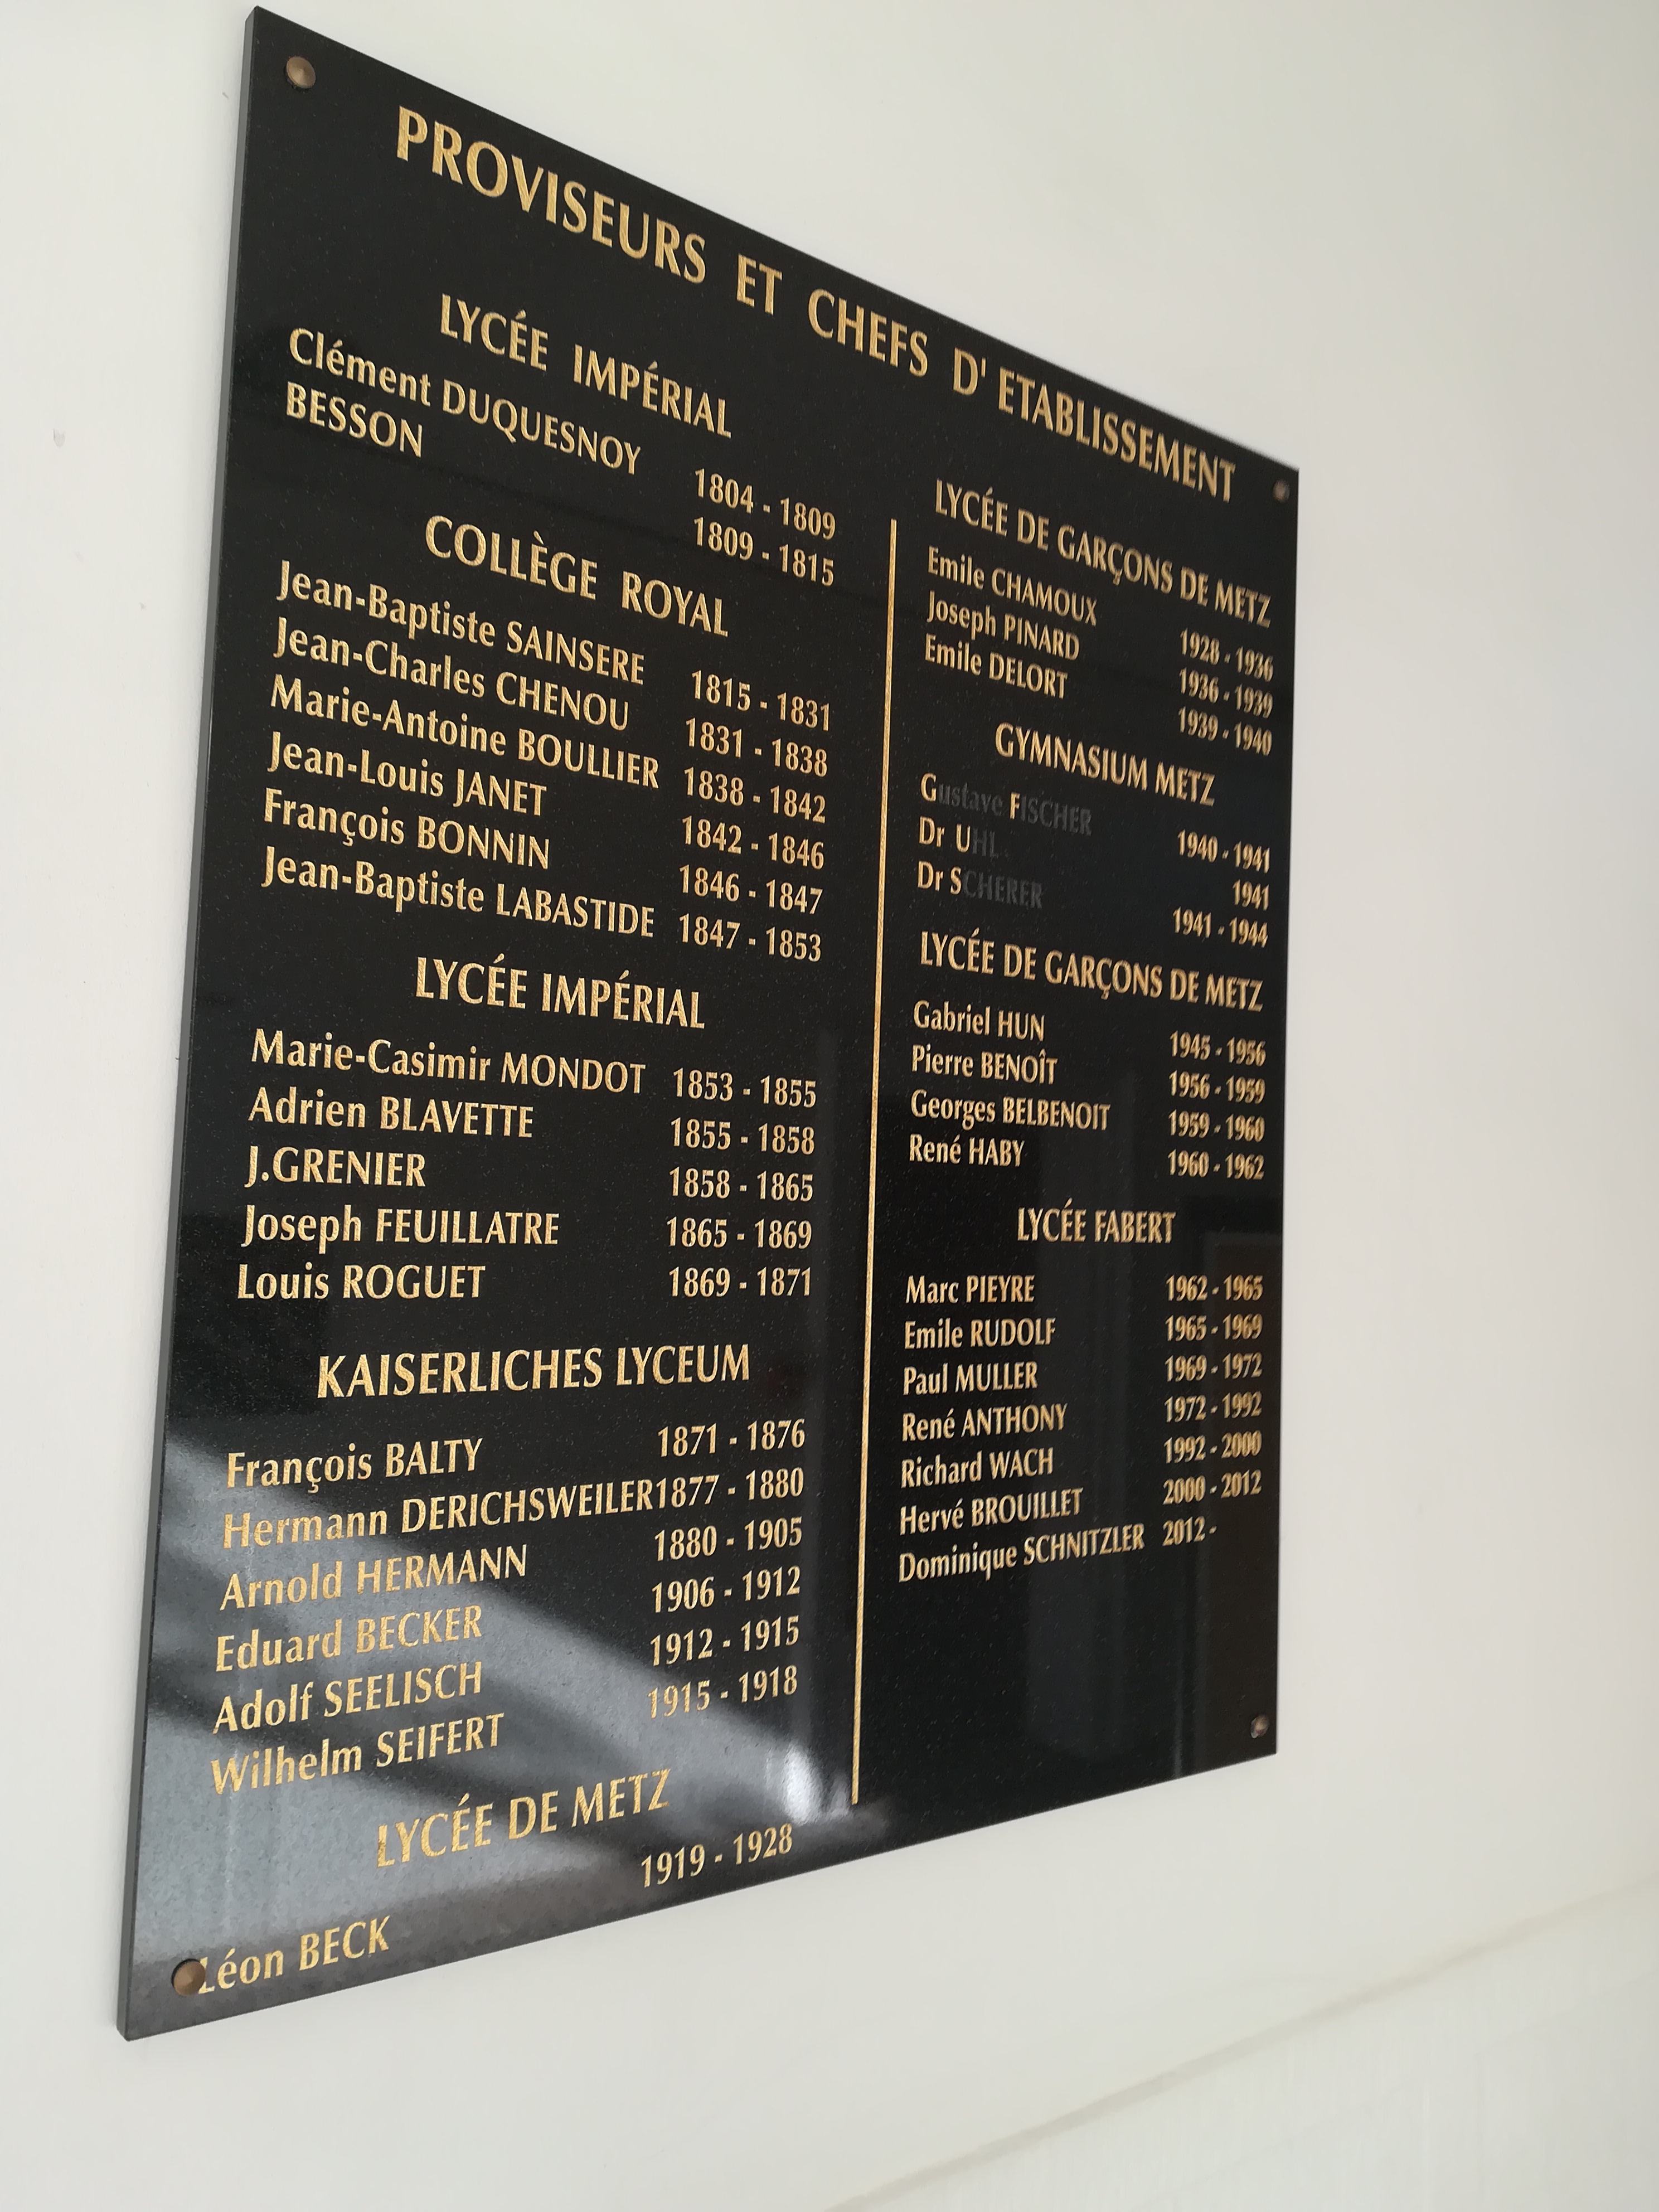 PROVISEURS ET CHEFS D' ETABLISSEMENT
LYCÉE IMPÉRIAL
Clément DUQUESNOY 1804 - 1809
BESSON 1809 - 1815
COLLÈGE ROYAL
Jean-Baptiste SAINSERE 1815 - 1831
Jean-Charles CHENOU 1831 - 1838
Marie-Antoine BOULLIER 1838 - 1842
Jean-Louis JANET 1842 - 1846
François BONNIN 1846 - 1847
Jean-Baptiste LABASTIDE 1847 - 1853
LYCÉE IMPÉRIAL
Marie-Casimir MONDOT 1853 - 1855
Adrien BLAVETTE 1855 - 1858
J.GRENIER 1858 - 1865
Joseph FEUILLATRE 1865 - 1869
Louis ROGUET 1869 - 1871
KAISERLICHES LYCEUM
François BALTY 1871 - 1876
Hermann DERICHSWEILER 1877 - 1880
Arnold HERMANN 1880 - 1905
Eduard BECKER 1906 - 1912
Adolf SEELISCH 1912 - 1915
Wilhelm SEIFERT 1915 - 1918
LYCÉE DE METZ
Léon BECK 1919 - 1928
LYCÉE DE GARÇONS DE METZ
Emile CHAMOUX 1928 - 1936
Joseph PINARD 1936 - 1939
Emile DELORT 1939 - 1940
GYMNASIUM METZ
Gustave FISCHER 1940 - 1941
Dr UHL 1941
Dr SCHERER 1941 - 1944
LYCÉE DE GARÇONS DE METZ
Gabriel HUN 1945 - 1956
Pierre BENOÎT 1956 - 1959
Georges BELBENOIT 1959 - 1960
René HABY 1960 - 1962
LYCÉE FABERT
Marc PIEYRE 1962 - 1965
Emile RUDOLF 1965 - 1969
Paul MULLER 1969 - 1972
René ANTHONY 1972 - 1992
Richard WACH 1992 - 2000
Hervé BROUILLET 2000 - 2012
Dominique SCHNITZLER 2012 -